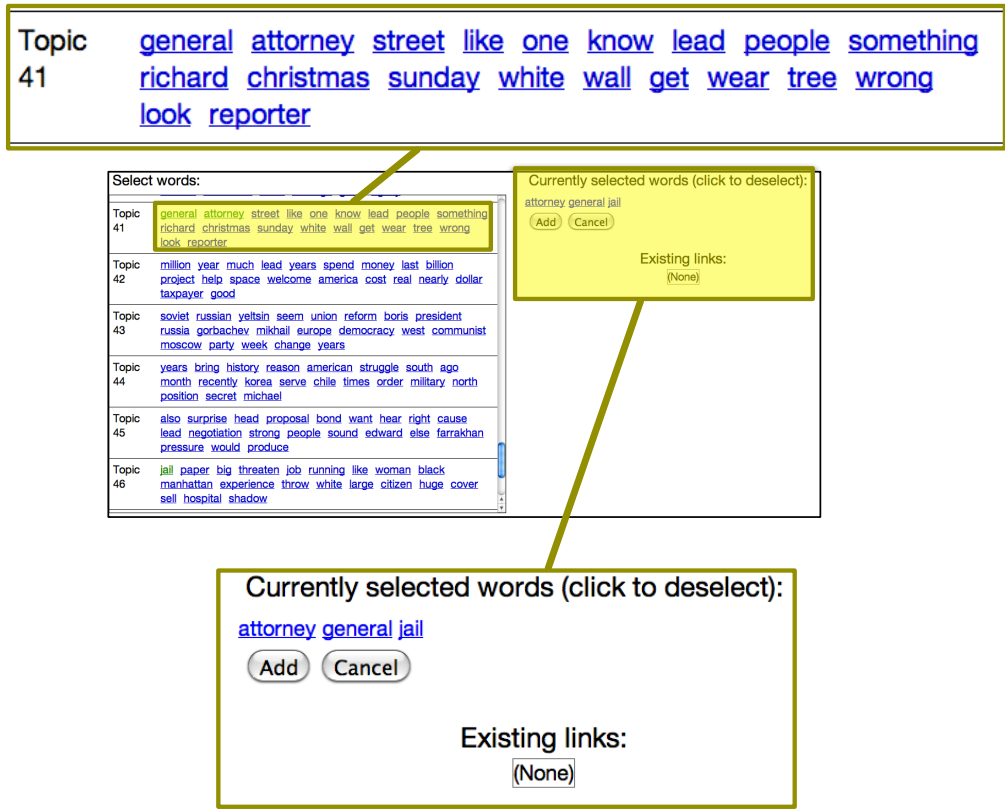 Topic 41 general attorney street like one know lead people something
richard christmas sunday white wall get wear tree wrong
look reporter
Select words:
Topic 41 general attorney street like one know lead people something
richard christmas sunday white wall get wear tree wrong
look reporter
Topic 42 million year much lead years spend money last billion
project help space welcome america cost real nearly dollar
taxpayer good
Topic 43 soviet russian yeltsin seem union reform boris president
russia gorbachev mikhail europe democracy west communist
moscow party week change years
Topic 44 years bring history reason american struggle south ago
month recently korea serve chile times order military north
position secret michael
Topic 45 also surprise head proposal bond want hear right cause
lead negotiation strong people sound edward else farrakhan
pressure would produce
Topic 46 jail paper big threaten job running like woman black
manhattan experience throw white large citizen huge cover
sell hospital shadow
Currently selected words (click to deselect):
attorney general jail
Add Cancel
Existing links:
(None)
Currently selected words (click to deselect):
attorney general jail
Add Cancel
Existing links:
(None)